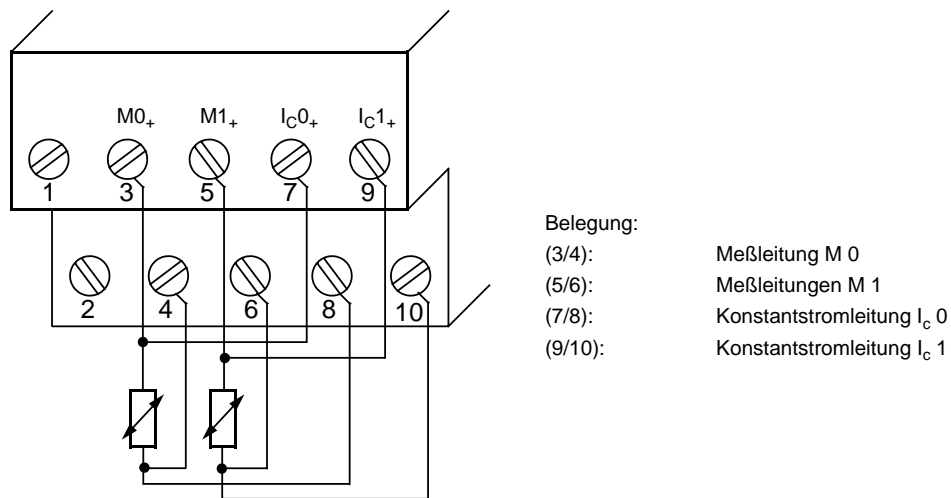 M0+ M1+ IC0+ IC1+
1 3 5 7 9
2 4 6 8 10
Belegung:
(3/4): Meßleitung M 0
(5/6): Meßleitungen M 1
(7/8): Konstantstromleitung Ic 0
(9/10): Konstantstromleitung Ic 1